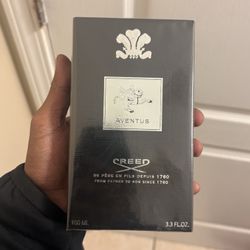 AVENTUS
CREED
DE PÈRE EN FILS DEPUIS 1760
FROM FATHER TO SON SINCE 1760
100 ML 3.3 FL.OZ.